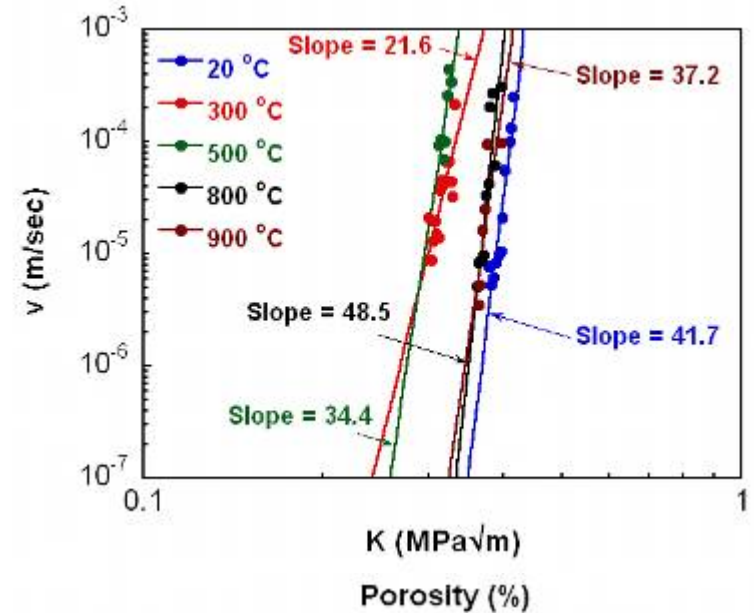 10⁻³
10⁻⁴
10⁻⁵
10⁻⁶
10⁻⁷
v (m/sec)
20 °C
300 °C
500 °C
800 °C
900 °C
Slope = 21.6
Slope = 37.2
Slope = 48.5
Slope = 41.7
Slope = 34.4
0.1
1
K (MPa√m)
Porosity (%)